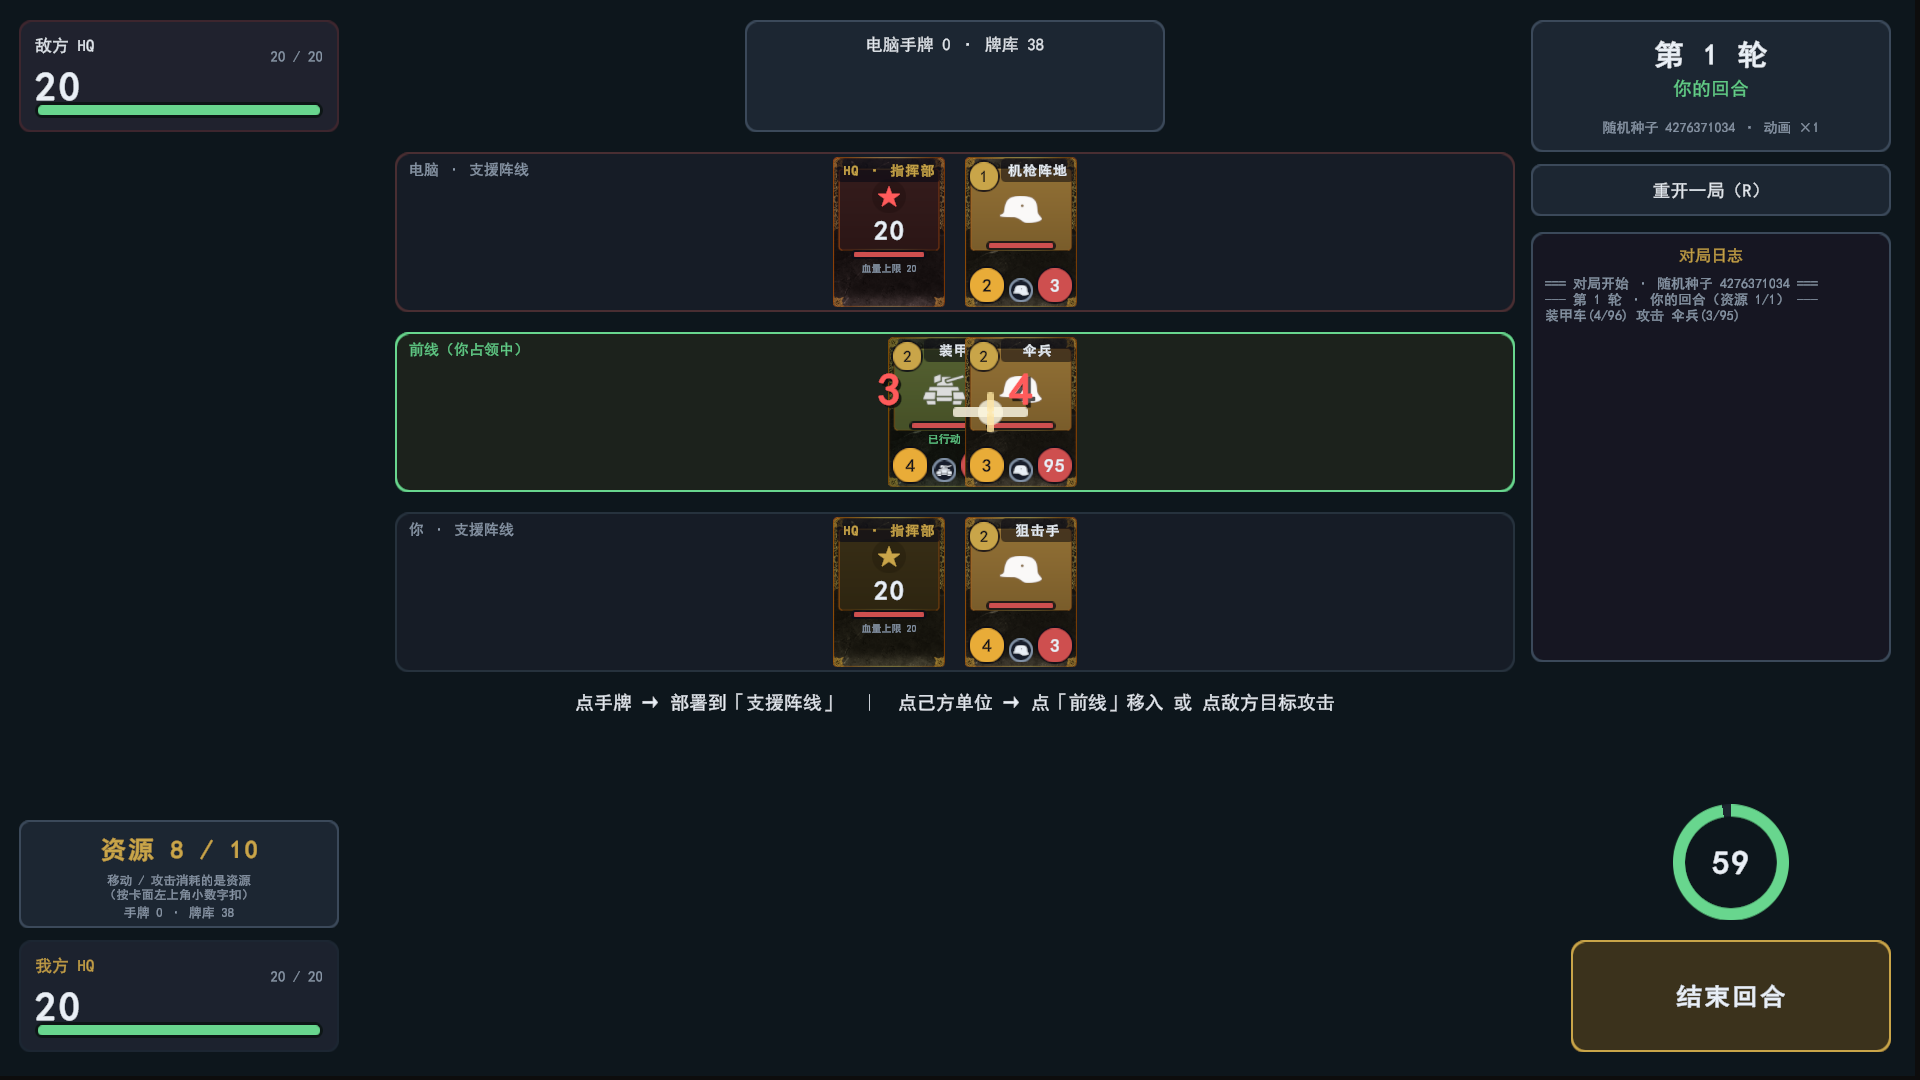 敌方 HQ
20 / 20
20
电脑手牌 0 · 牌库 38
第 1 轮
你的回合
随机种子 4276371034 · 动画 ×1
重开一局（R）
电脑 · 支援阵线
HQ · 指挥部
20
血量上限 20
1
机枪阵地
2
3
对局日志
══ 对局开始 · 随机种子 4276371034 ══
── 第 1 轮 · 你的回合（资源 1/1） ──
装甲车(4/96) 攻击 伞兵(3/95)
前线（你占领中）
2
装甲
3
已行动
4
2
伞兵
4
3
95
你 · 支援阵线
HQ · 指挥部
20
血量上限 20
2
狙击手
4
3
点手牌 → 部署到「支援阵线」 ｜ 点己方单位 → 点「前线」移入 或 点敌方目标攻击
资源 8 / 10
移动 / 攻击消耗的是资源
（按卡面左上角小数字扣）
手牌 0 · 牌库 38
我方 HQ
20 / 20
20
59
结束回合